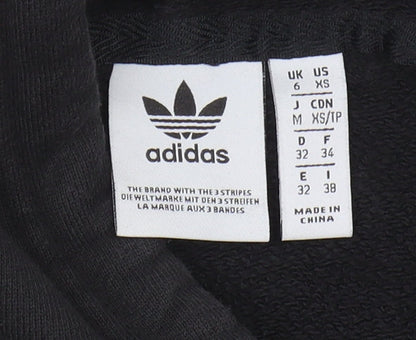 adidas
THE BRAND WITH THE 3 STRIPES
DIE WELTMARKE MIT DEN 3 STREIFEN
LA MARQUE AUX 3 BANDES
UK US
6 XS
J CDN
M XS/TP
D F
32 34
E I
32 38
MADE IN
CHINA